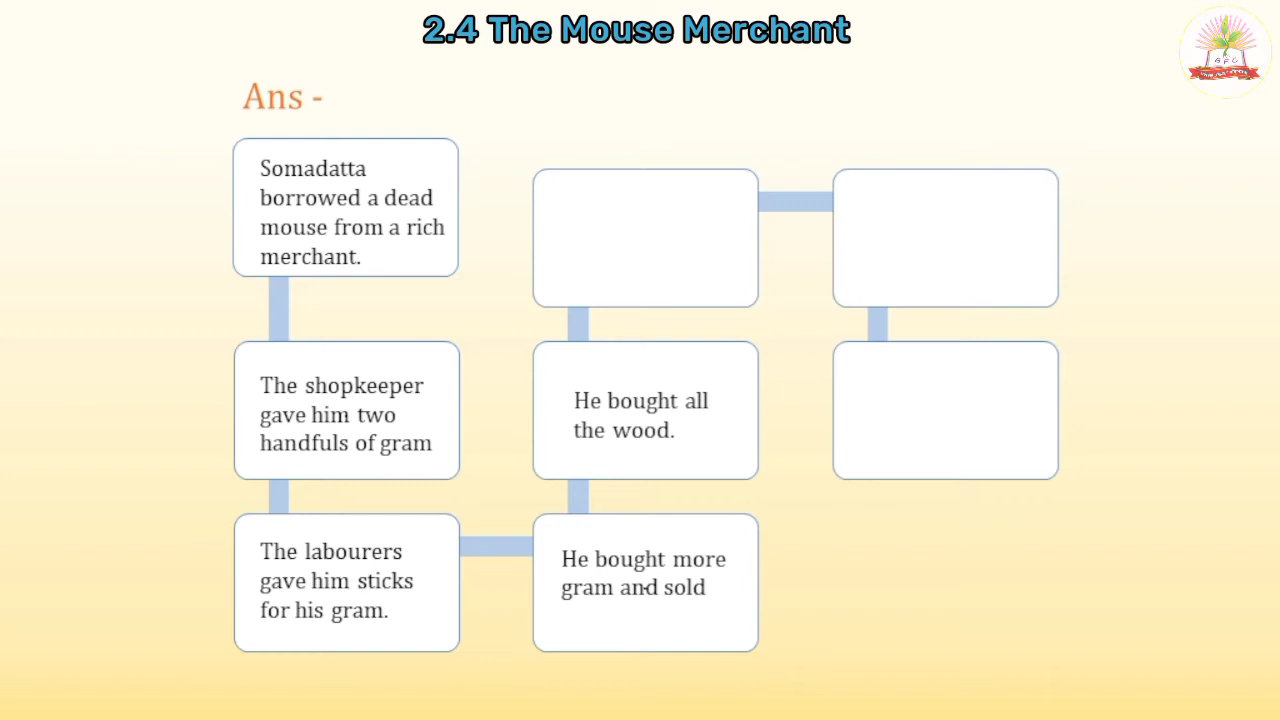 2.4 The Mouse Merchant
Ans -
Somadatta
borrowed a dead
mouse from a rich
merchant.
The shopkeeper
gave him two
handfuls of gram
The labourers
gave him sticks
for his gram.
He bought more
gram and sold
He bought all
the wood.